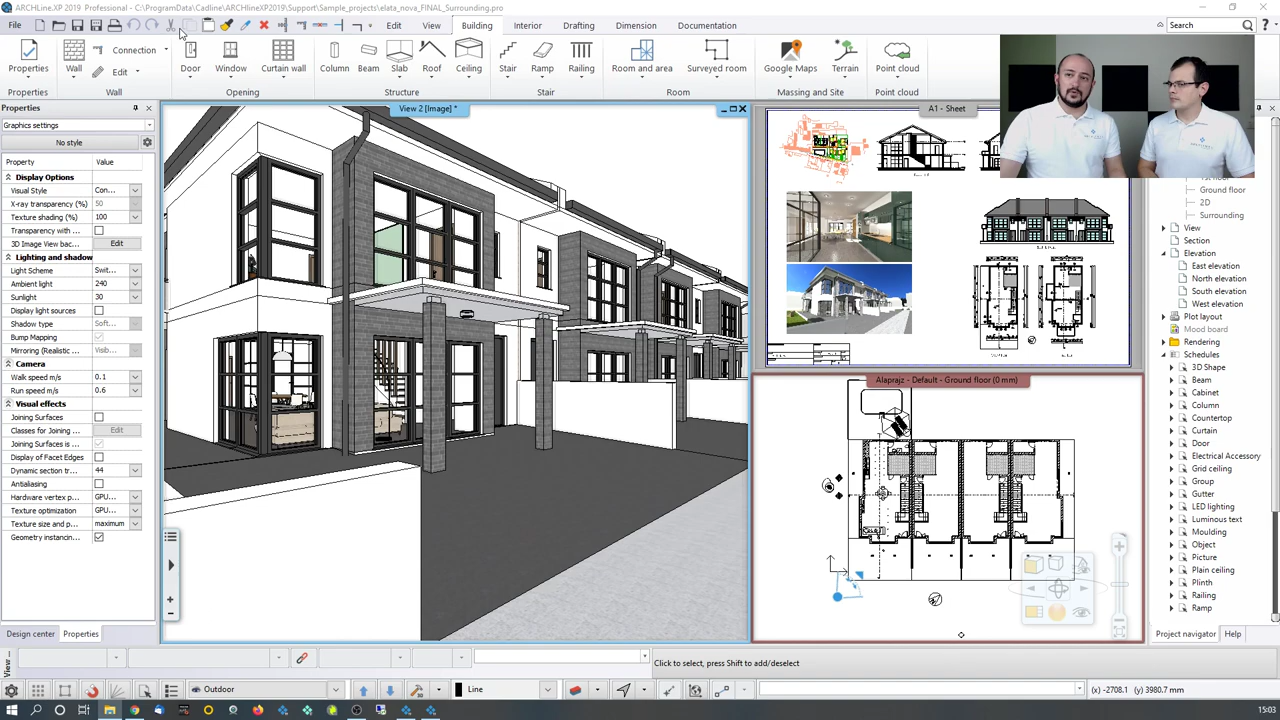 ARCHLine.XP 2019 Professional - C:\ProgramData\Cadline\ARCHlineXP2019\Support\Sample_projects\elata_nova_FINAL_Surrounding.pro
File
Edit
View
Building
Interior
Drafting
Dimension
Documentation
Search
Properties
Wall
Connection
Edit
Door
Window
Curtain wall
Column
Beam
Slab
Roof
Ceiling
Stair
Ramp
Railing
Room and area
Surveyed room
Google Maps
Terrain
Point cloud
Properties
Wall
Opening
Structure
Stair
Room
Massing and Site
Point cloud
Properties
Graphics settings
No style
Property Value
Display Options
Visual Style Con...
X-ray transparency (%) 50
Texture shading (%) 100
Transparency with ...
3D Image View bac... Edit
Lighting and shadow
Light Scheme Swit...
Ambient light 240
Sunlight 30
Display light sources
Shadow type Soft...
Bump Mapping
Mirroring (Realistic ... Visib...
Camera
Walk speed m/s 0.1
Run speed m/s 0.6
Visual effects
Joining Surfaces
Classes for Joining ... Edit
Joining Surfaces is ...
Display of Facet Edges
Dynamic section tr... 44
Antialiasing
Hardware vertex p... GPU...
Texture optimization GPU...
Texture size and p... maximum
Geometry instancin...
Design center
Properties
View 2 [Image] *
A1 - Sheet
Alaprajz - Default - Ground floor (0 mm)
Ground floor
2D
Surrounding
View
Section
Elevation
East elevation
North elevation
South elevation
West elevation
Plot layout
Mood board
Rendering
Schedules
3D Shape
Beam
Cabinet
Column
Countertop
Curtain
Door
Electrical Accessory
Grid ceiling
Group
Gutter
LED lighting
Luminous text
Moulding
Object
Picture
Plain ceiling
Plinth
Railing
Ramp
Project navigator
Help
View
Click to select, press Shift to add/deselect
Outdoor
Line
(x) -2708.1 (y) 3980.7 mm
15:03